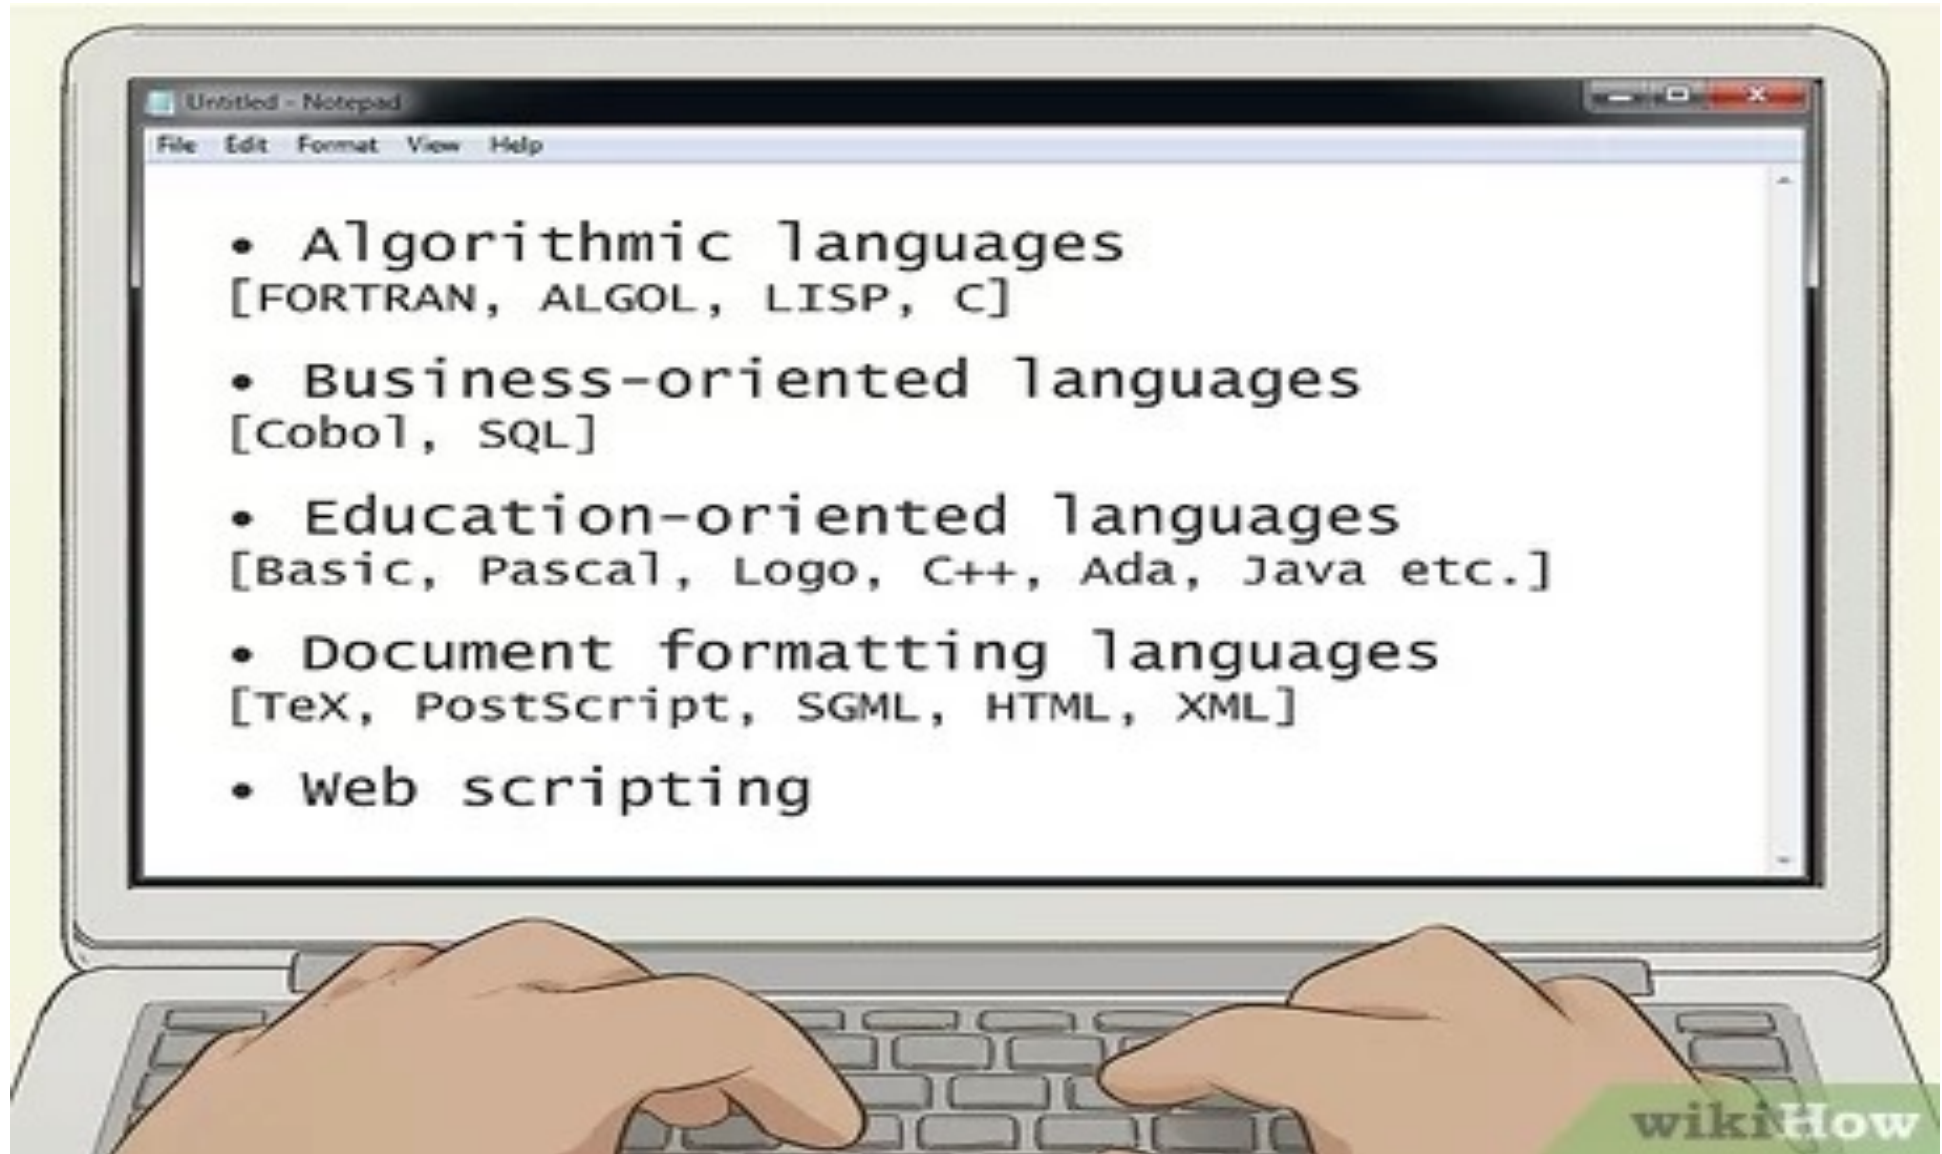 Untitled - Notepad
File Edit Format View Help
• Algorithmic languages
[FORTRAN, ALGOL, LISP, C]
• Business-oriented languages
[Cobol, SQL]
• Education-oriented languages
[Basic, Pascal, Logo, C++, Ada, Java etc.]
• Document formatting languages
[TeX, PostScript, SGML, HTML, XML]
• Web scripting
wikiHow